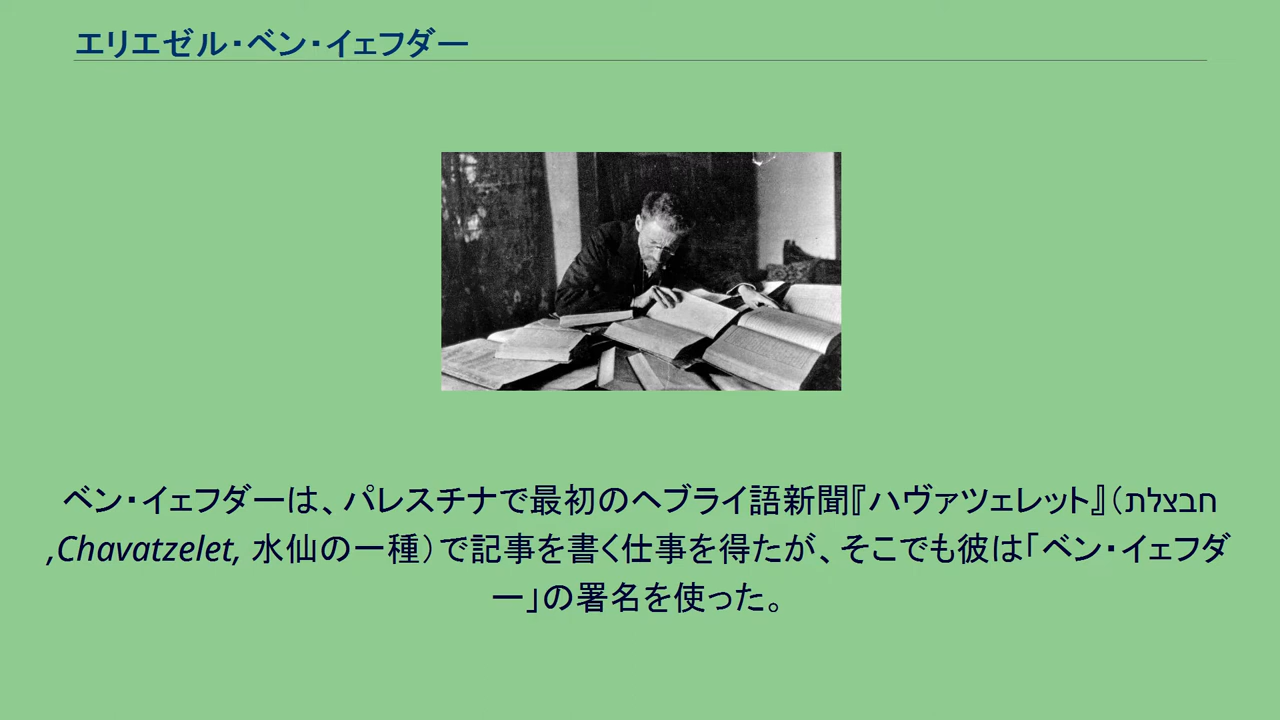 エリエゼル・ベン・イェフダー
ベン・イェフダーは、パレスチナで最初のヘブライ語新聞『ハヴァツェレット』（חבצלת
,Chavatzelet, 水仙の一種）で記事を書く仕事を得たが、そこでも彼は「ベン・イェフダ
ー」の署名を使った。